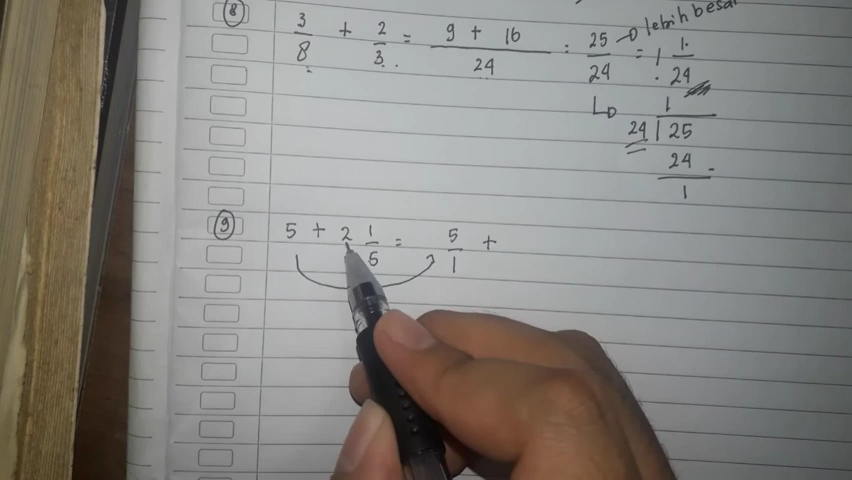 8 3/8 + 2/3 = 9 + 16/24 : 25/24 → lebih besar = 1 1/24
1
24 | 25
24 -
1
9 5 + 2 1/5 = 5/1 +